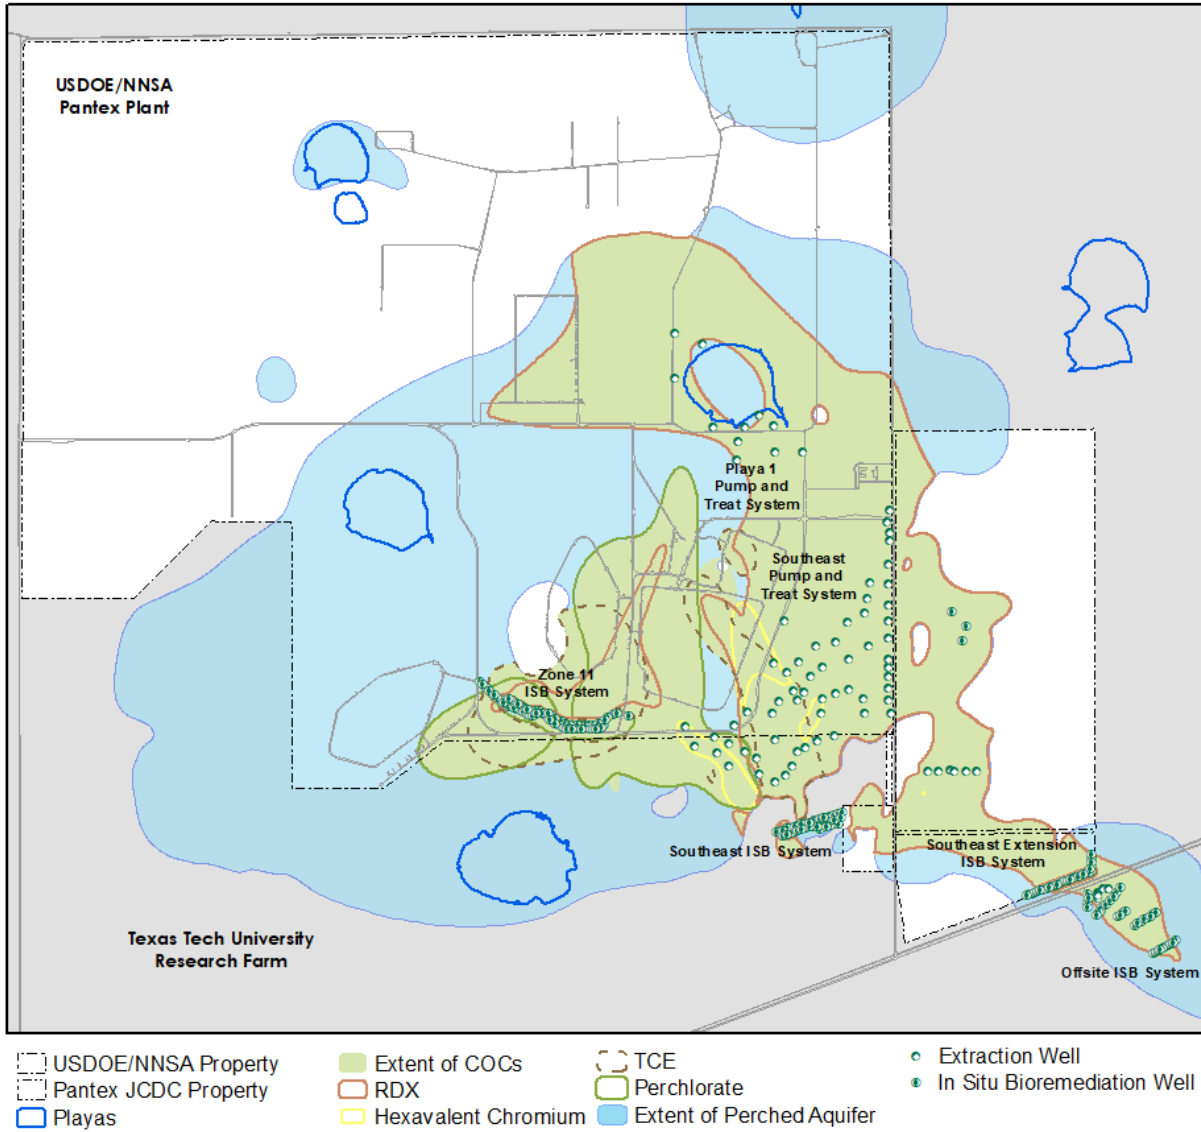 USDOE/NNSA
Pantex Plant
Playa 1
Pump and
Treat System
Southeast
Pump and
Treat System
Zone 11
ISB System
Southeast ISB System
Southeast Extension
ISB System
Texas Tech University
Research Farm
Offsite ISB System
USDOE/NNSA Property
Pantex JCDC Property
Playas
Extent of COCs
RDX
Hexavalent Chromium
TCE
Perchlorate
Extent of Perched Aquifer
Extraction Well
In Situ Bioremediation Well